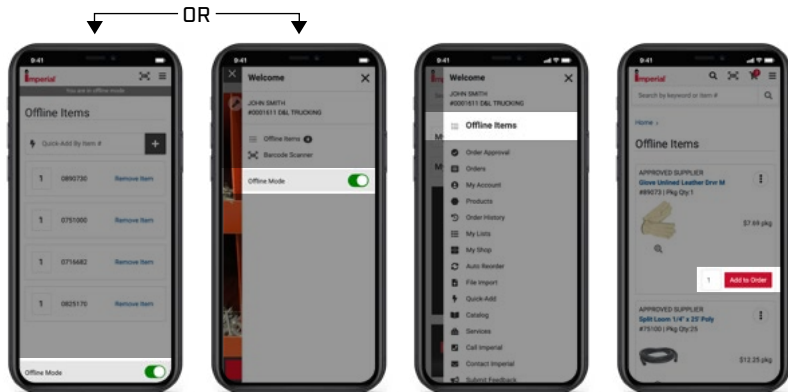 OR
9:41
Imperial
You are in offline mode
Offline Items
Quick-Add By Item #
+
1 0890730 Remove Item
1 0751000 Remove Item
1 0716682 Remove Item
1 0825170 Remove Item
Offline Mode
9:41
Welcome
JOHN SMITH
#0001611 D&L TRUCKING
Offline Items 4
Barcode Scanner
Offline Mode
9:41
Welcome
JOHN SMITH
#0001611 D&L TRUCKING
Offline Items
Order Approval
Orders
My Account
Products
Order History
My Lists
My Shop
Auto Reorder
File Import
Quick-Add
Catalog
Services
Call Imperial
Contact Imperial
Submit Feedback
9:41
Imperial
Search by keyword or item #
Home >
Offline Items
APPROVED SUPPLIER
Glove Unlined Leather Drvr M
#89073 | Pkg Qty:1
$7.69 pkg
1 Add to Order
APPROVED SUPPLIER
Split Loom 1/4" x 25' Poly
#75100 | Pkg Qty:25
$12.25 pkg